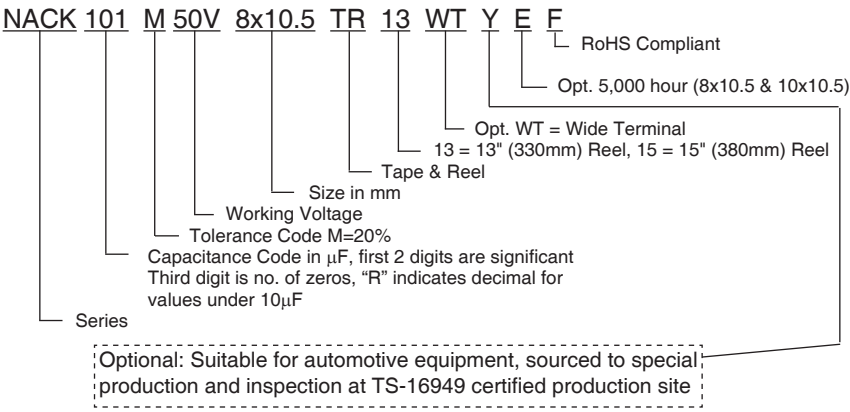 NACK 101 M 50V 8x10.5 TR 13 WT Y E F
RoHS Compliant
Opt. 5,000 hour (8x10.5 & 10x10.5)
Opt. WT = Wide Terminal
13 = 13" (330mm) Reel, 15 = 15" (380mm) Reel
Tape & Reel
Size in mm
Working Voltage
Tolerance Code M=20%
Capacitance Code in μF, first 2 digits are significant
Third digit is no. of zeros, “R” indicates decimal for
values under 10μF
Series
Optional: Suitable for automotive equipment, sourced to special
production and inspection at TS-16949 certified production site